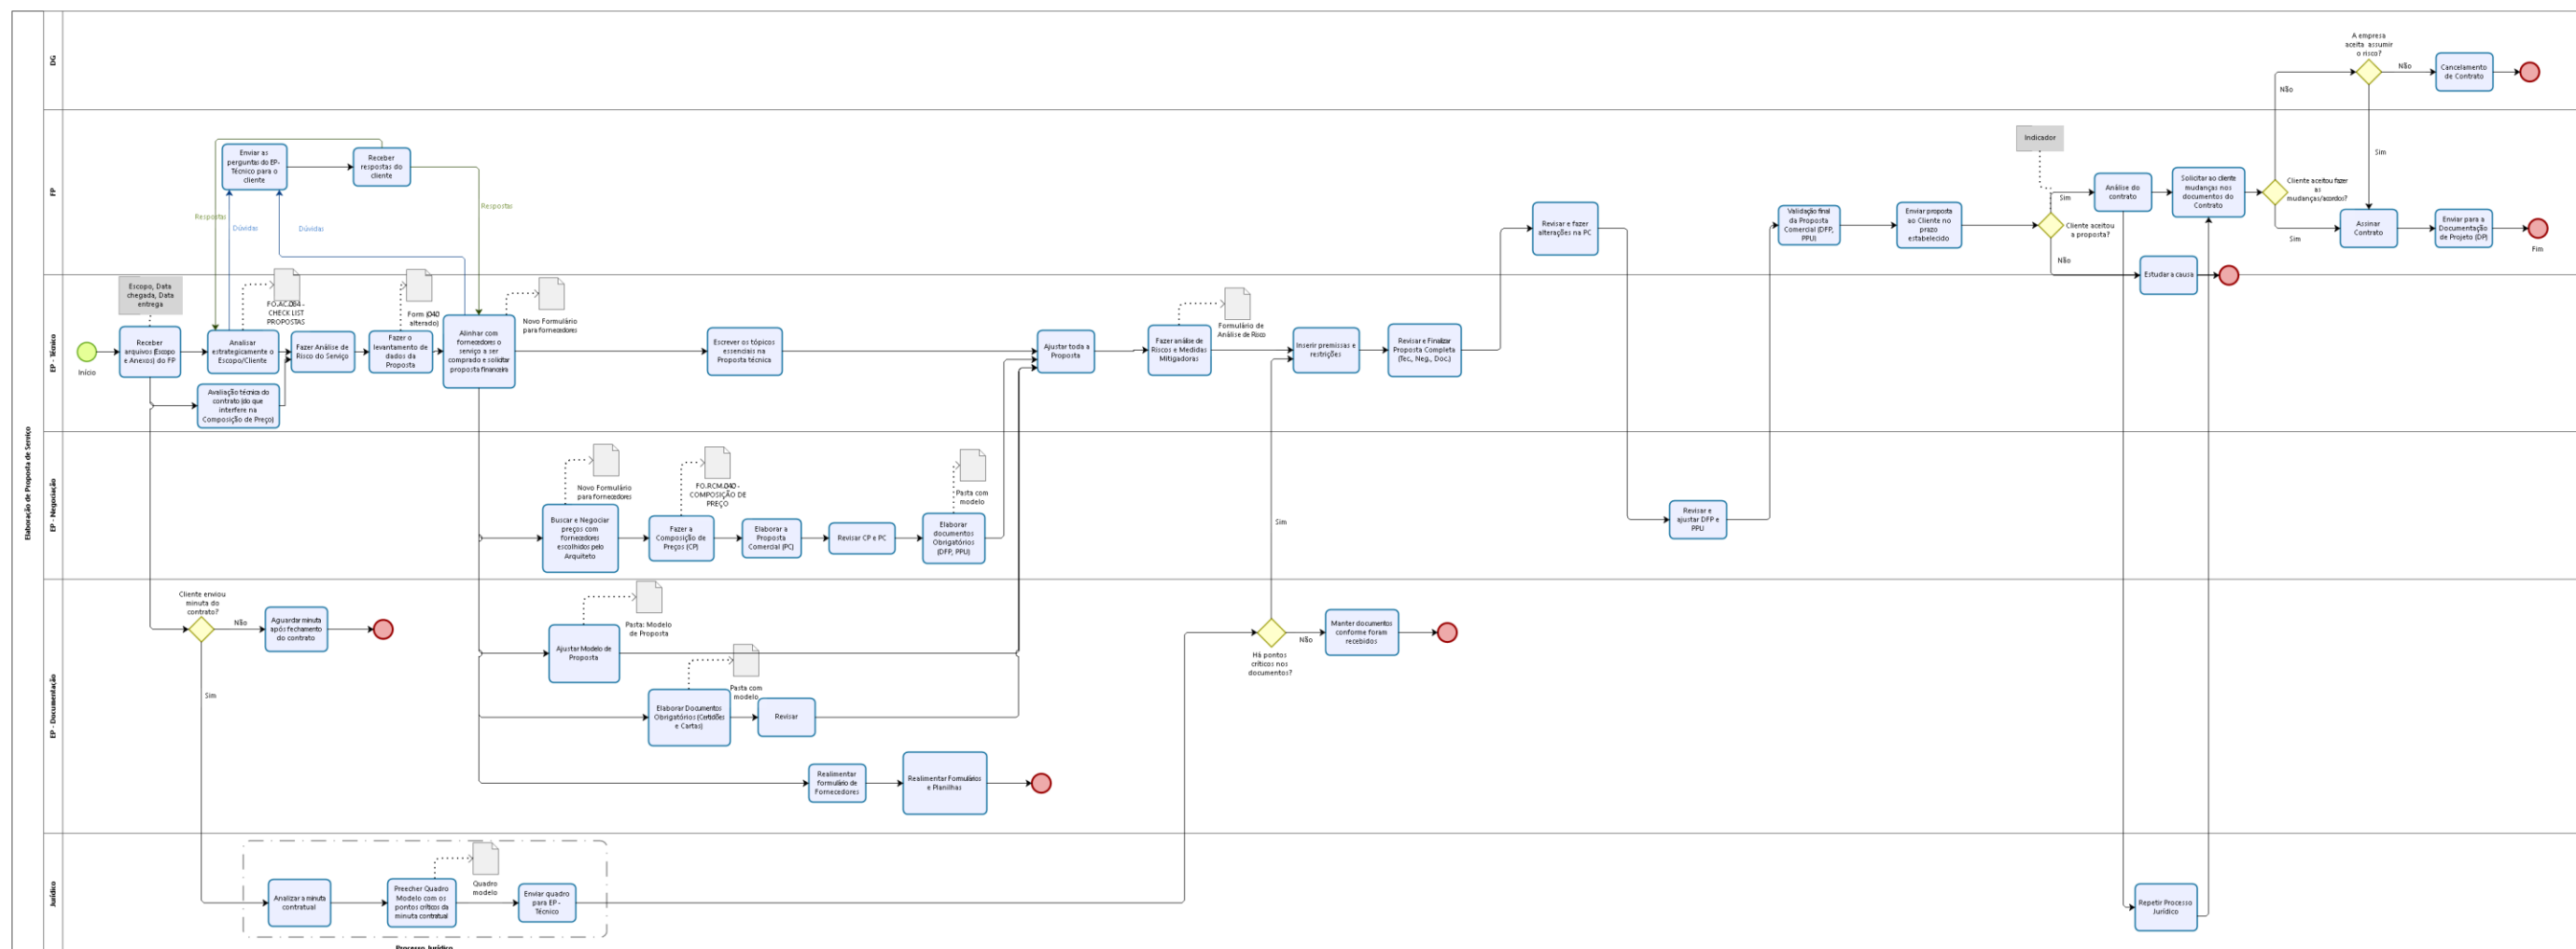 Elaboração de Proposta de Serviço
DG
A empresa
aceita assumir
o risco?
Não
Cancelamento
de Contrato
Não
Sim
FP
Enviar as
perguntas do EP-
Técnico para o
cliente
Receber
respostas do
cliente
Respostas
Respostas
Dúvidas
Dúvidas
Revisar e fazer
alterações na PC
Validação final
da Proposta
Comercial (DFP,
PPU)
Enviar proposta
ao Cliente no
prazo
estabelecido
Indicador
Sim
Cliente aceitou
a proposta?
Não
Análise do
contrato
Solicitar ao cliente
mudanças nos
documentos do
Contrato
Cliente aceitou fazer
as
mudanças/acordos?
Sim
Assinar
Contrato
Enviar para a
Documentação
de Projeto (DP)
Fim
Estudar a causa
EP - Técnico
Início
Escopo, Data
chegada, Data
entrega
Receber
arquivos (Escopo
e Anexos) do FP
FO.AC.004 -
CHECK LIST
PROPOSTAS
Analisar
estrategicamente o
Escopo/Cliente
Avaliação técnica do
contrato (do que
interfere na
Composição de Preço)
Fazer Análise de
Risco do Serviço
Form (040
alterado)
Fazer o
levantamento de
dados da
Proposta
Alinhar com
fornecedores o
serviço a ser
comprado e solicitar
proposta financeira
Novo Formulário
para fornecedores
Escrever os tópicos
essenciais na
Proposta técnica
Ajustar toda a
Proposta
Formulário de
Análise de Risco
Fazer análise de
Riscos e Medidas
Mitigadoras
Inserir premissas e
restrições
Revisar e Finalizar
Proposta Completa
(Tec., Neg., Doc.)
EP - Negociação
Novo Formulário
para fornecedores
Buscar e Negociar
preços com
fornecedores
escolhidos pelo
Arquiteto
FO.RCM.040 -
COMPOSIÇÃO DE
PREÇO
Fazer a
Composição de
Preços (CP)
Elaborar a
Proposta
Comercial (PC)
Revisar CP e PC
Pasta com
modelo
Elaborar
documentos
Obrigatórios
(DFP, PPU)
Sim
Revisar e
ajustar DFP e
PPU
EP - Documentação
Cliente enviou
minuta do
contrato?
Não
Aguardar minuta
após fechamento
do contrato
Sim
Pasta: Modelo
de Proposta
Ajustar Modelo de
Proposta
Pasta com
modelo
Elaborar Documentos
Obrigatórios (Certidões
e Cartas)
Revisar
Realimentar
formulário de
Fornecedores
Realimentar Formulários
e Planilhas
Há pontos
críticos nos
documentos?
Não
Manter documentos
conforme foram
recebidos
Jurídico
Analizar a minuta
contratual
Preecher Quadro
Modelo com os
pontos críticos da
minuta contratual
Quadro
modelo
Enviar quadro
para EP -
Técnico
Processo Jurídico
Repetir Processo
Jurídico